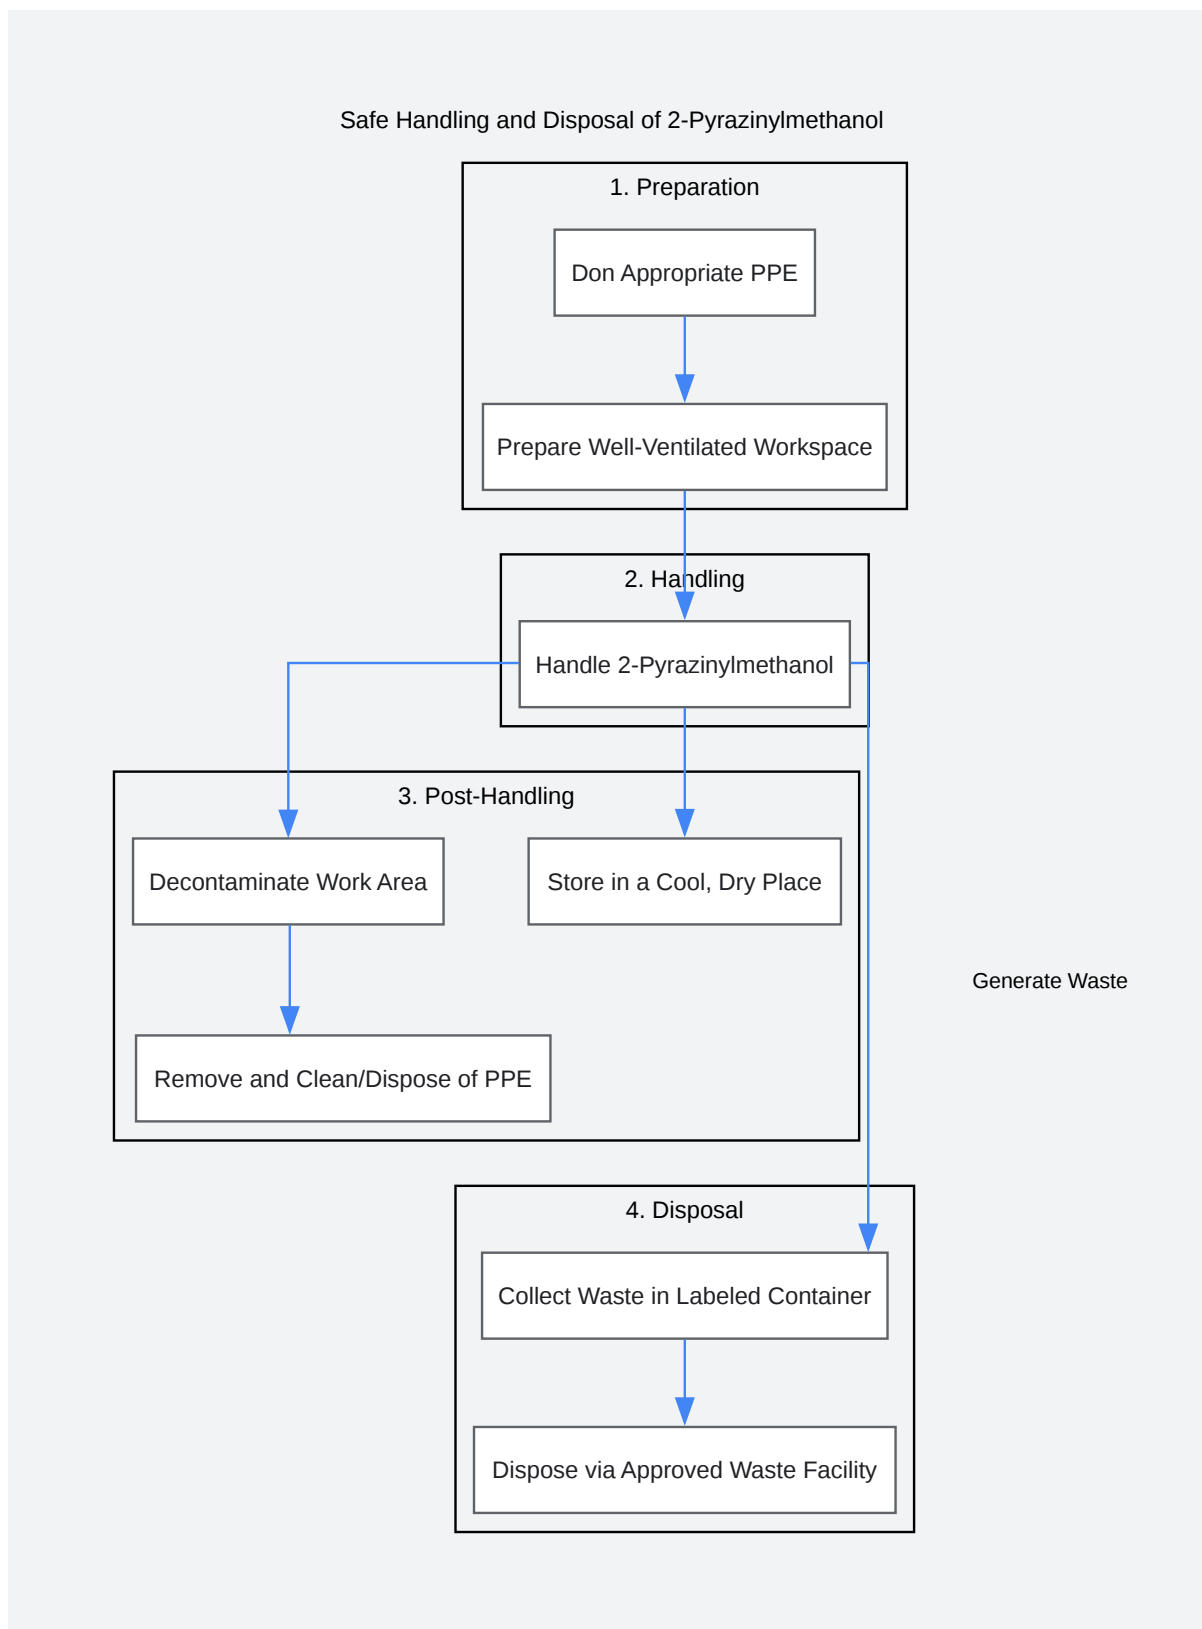 Safe Handling and Disposal of 2-Pyrazinylmethanol
1. Preparation
Don Appropriate PPE
Prepare Well-Ventilated Workspace
2. Handling
Handle 2-Pyrazinylmethanol
3. Post-Handling
Decontaminate Work Area
Store in a Cool, Dry Place
Generate Waste
Remove and Clean/Dispose of PPE
4. Disposal
Collect Waste in Labeled Container
Dispose via Approved Waste Facility